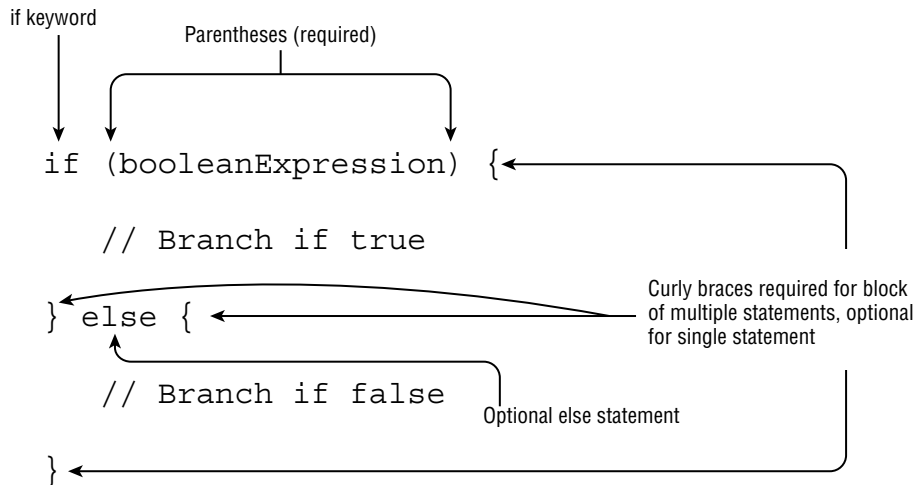 if keyword
Parentheses (required)
if (booleanExpression) {
// Branch if true
} else {
Curly braces required for block
of multiple statements, optional
for single statement
// Branch if false
Optional else statement
}